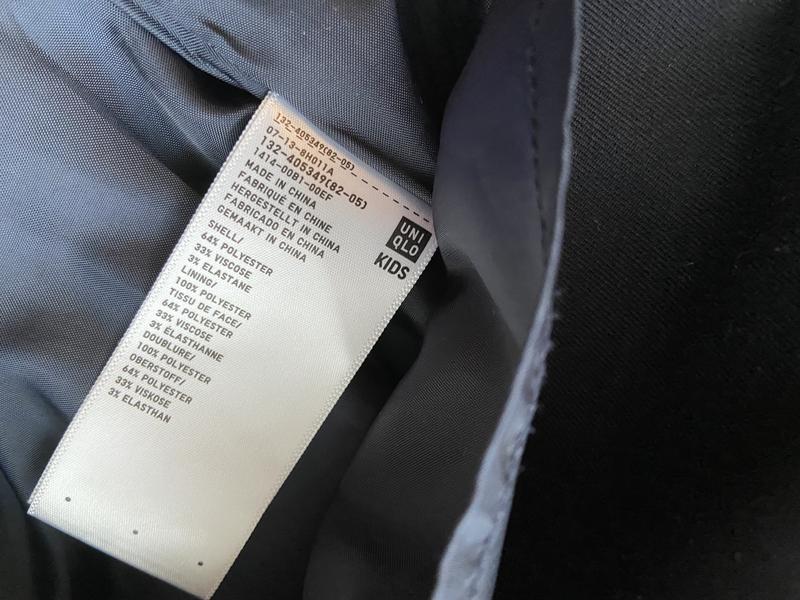 132-405349(82-05)
07-13-8H011A
132-405349(82-05)
1414-00B1-00EF
MADE IN CHINA
FABRIQUÉ EN CHINE
HERGESTELLT IN CHINA
FABRICADO EN CHINA
GEMAAKT IN CHINA
UNI
QLO
KIDS
SHELL/
64% POLYESTER
33% VISCOSE
3% ELASTANE
LINING/
100% POLYESTER
TISSU DE FACE/
64% POLYESTER
33% VISCOSE
3% ÉLASTHANNE
DOUBLURE/
100% POLYESTER
OBERSTOFF/
64% POLYESTER
33% VISKOSE
3% ELASTHAN